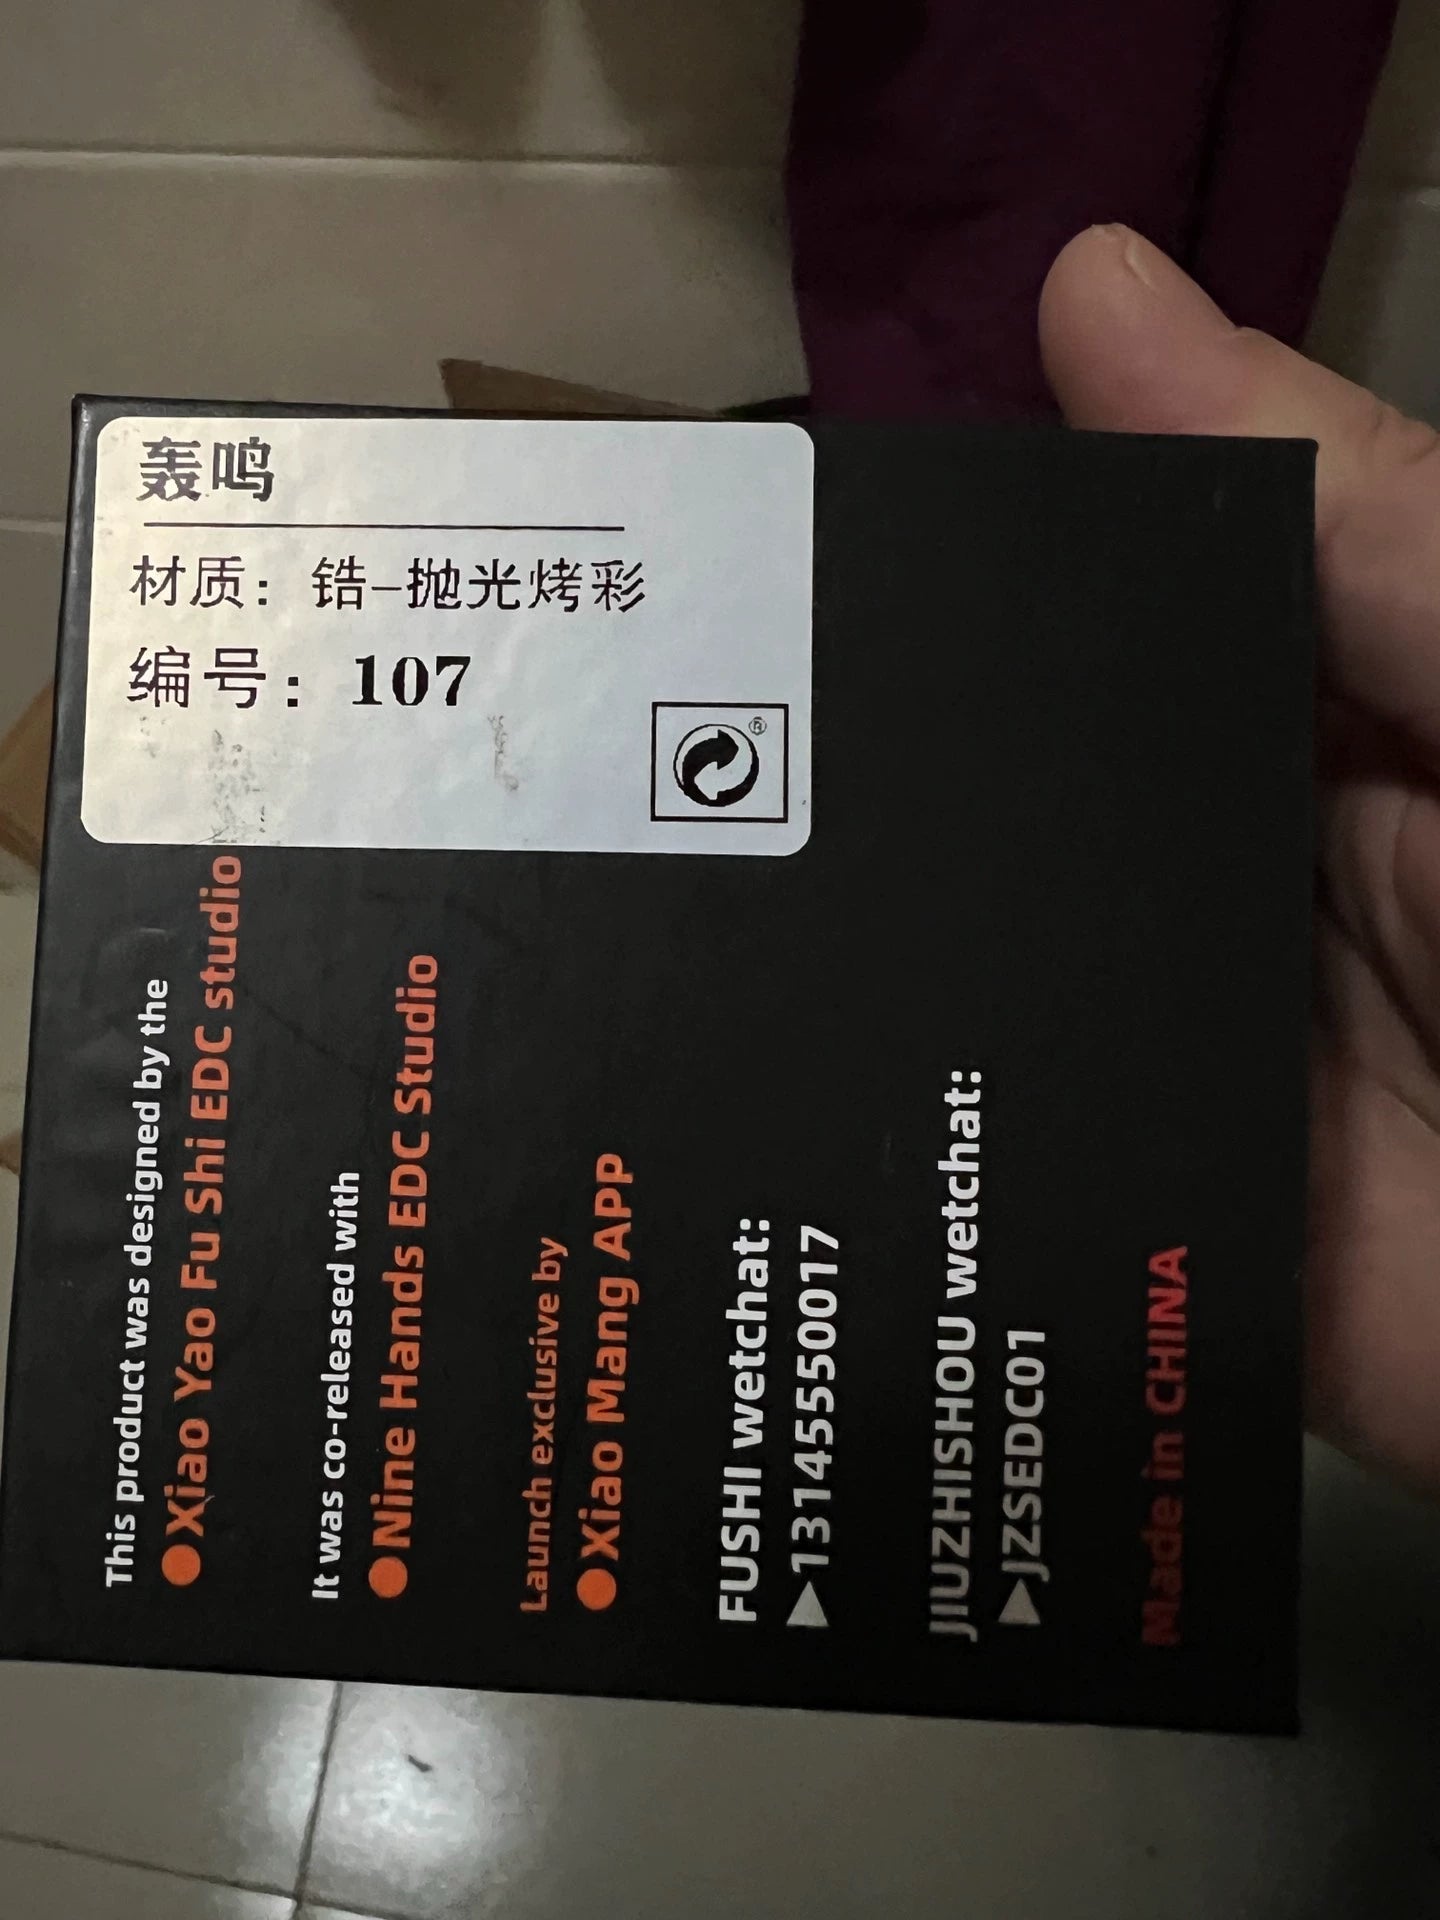 轰鸣
材质：锆-抛光烤彩
编号：107
®
This product was designed by the
●Xiao Yao Fu Shi EDC studio
It was co-released with
●Nine Hands EDC Studio
Launch exclusive by
●Xiao Mang APP
FUSHI wetchat:
▶13145550017
JIUZHISHOU wetchat:
▶JZSEDC01
Made in CHINA